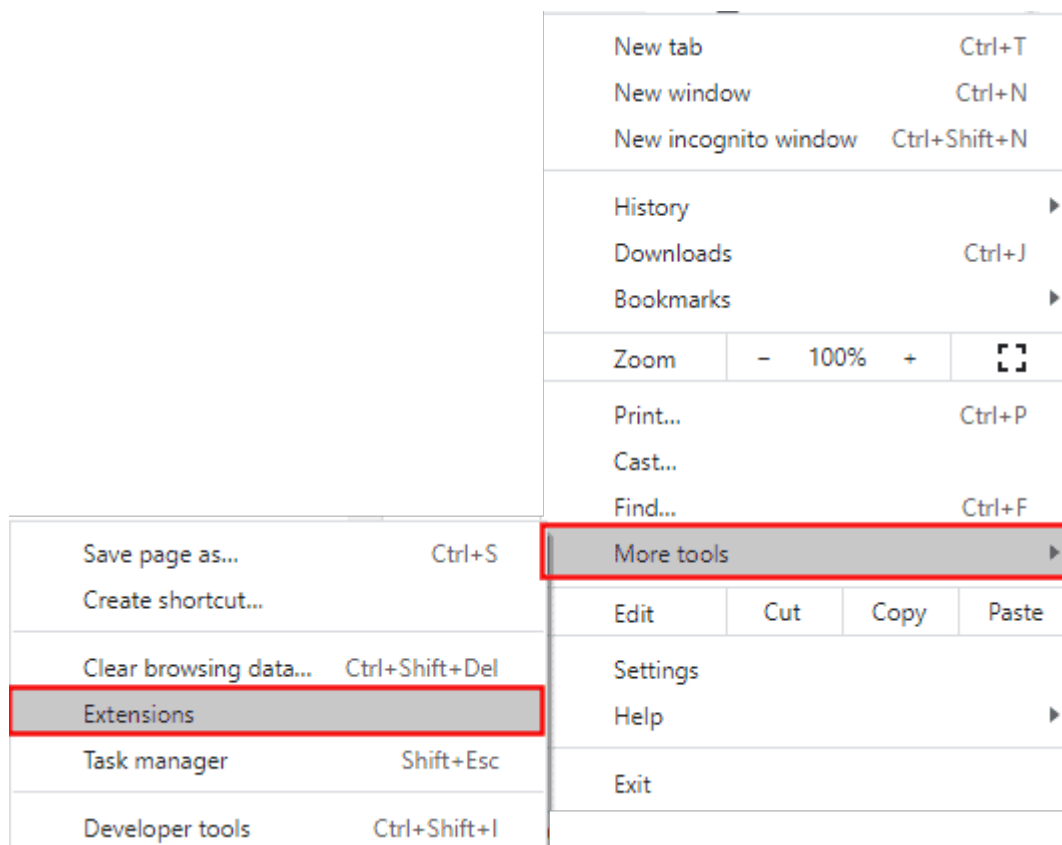 New tab Ctrl+T
New window Ctrl+N
New incognito window Ctrl+Shift+N
History
Downloads Ctrl+J
Bookmarks
Zoom - 100% +
Print... Ctrl+P
Cast...
Find... Ctrl+F
More tools
Edit Cut Copy Paste
Settings
Help
Exit
Save page as... Ctrl+S
Create shortcut...
Clear browsing data... Ctrl+Shift+Del
Extensions
Task manager Shift+Esc
Developer tools Ctrl+Shift+I